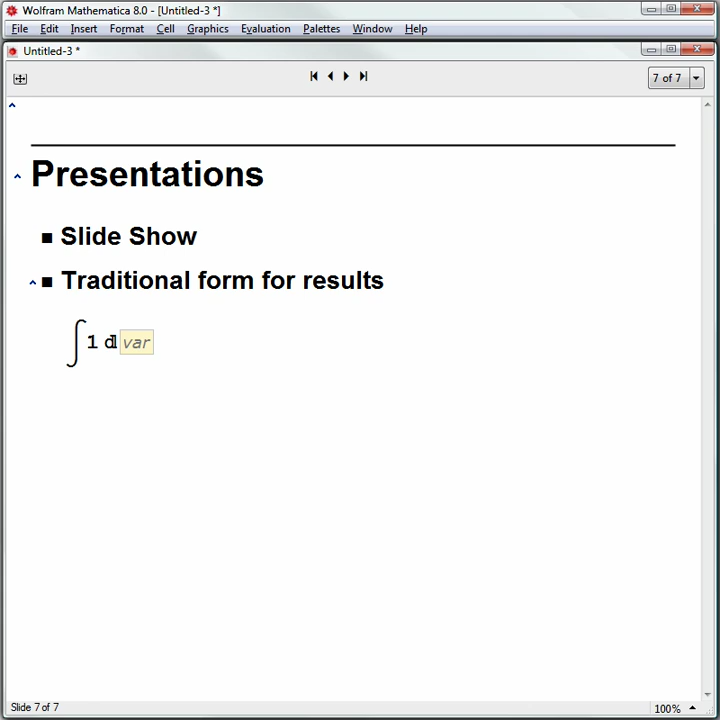 Wolfram Mathematica 8.0 - [Untitled-3 *]
File Edit Insert Format Cell Graphics Evaluation Palettes Window Help
Untitled-3 *
7 of 7
Presentations
■ Slide Show
■ Traditional form for results
∫1 ⅆvar
Slide 7 of 7
100%